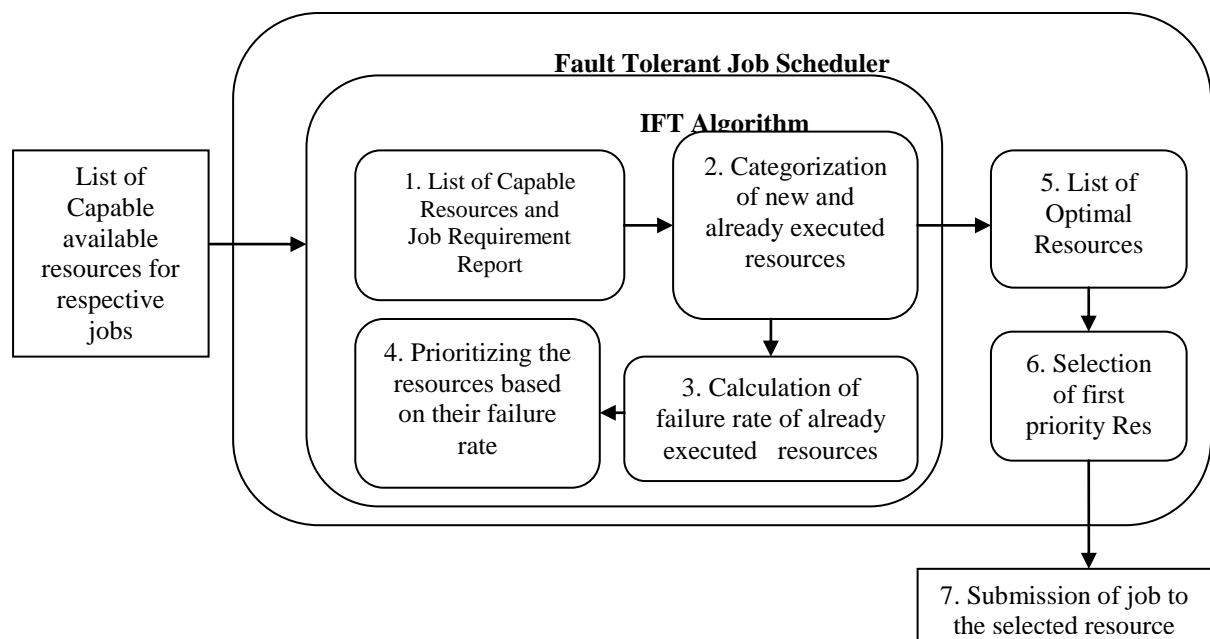 Fault Tolerant Job Scheduler
IFT Algorithm
List of
Capable
available
resources for
respective
jobs
1. List of Capable
Resources and
Job Requirement
Report
2. Categorization
of new and
already executed
resources
3. Calculation of
failure rate of already
executed resources
4. Prioritizing the
resources based
on their failure
rate
5. List of
Optimal
Resources
6. Selection
of first
priority Res
7. Submission of job to
the selected resource